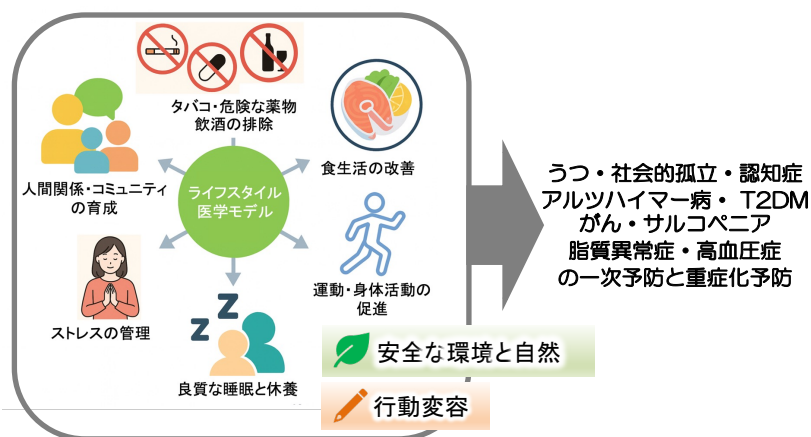 タバコ・危険な薬物
飲酒の排除
人間関係・コミュニティ
の育成
ライフスタイル
医学モデル
食生活の改善
ストレスの管理
運動・身体活動の
促進
良質な睡眠と休養
Z
Z
安全な環境と自然
行動変容
うつ・社会的孤立・認知症
アルツハイマー病・ T2DM
がん・サルコペニア
脂質異常症・高血圧症
の一次予防と重症化予防